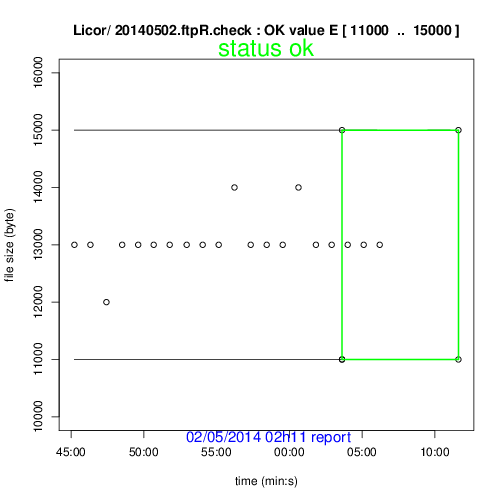 Licor/ 20140502.ftpR.check : OK value E [ 11000  ..  15000 ]
status ok
file size (byte)
16000
15000
14000
13000
12000
11000
10000
02/05/2014 02h11 report
45:00 50:00 55:00 00:00 05:00 10:00
time (min:s)